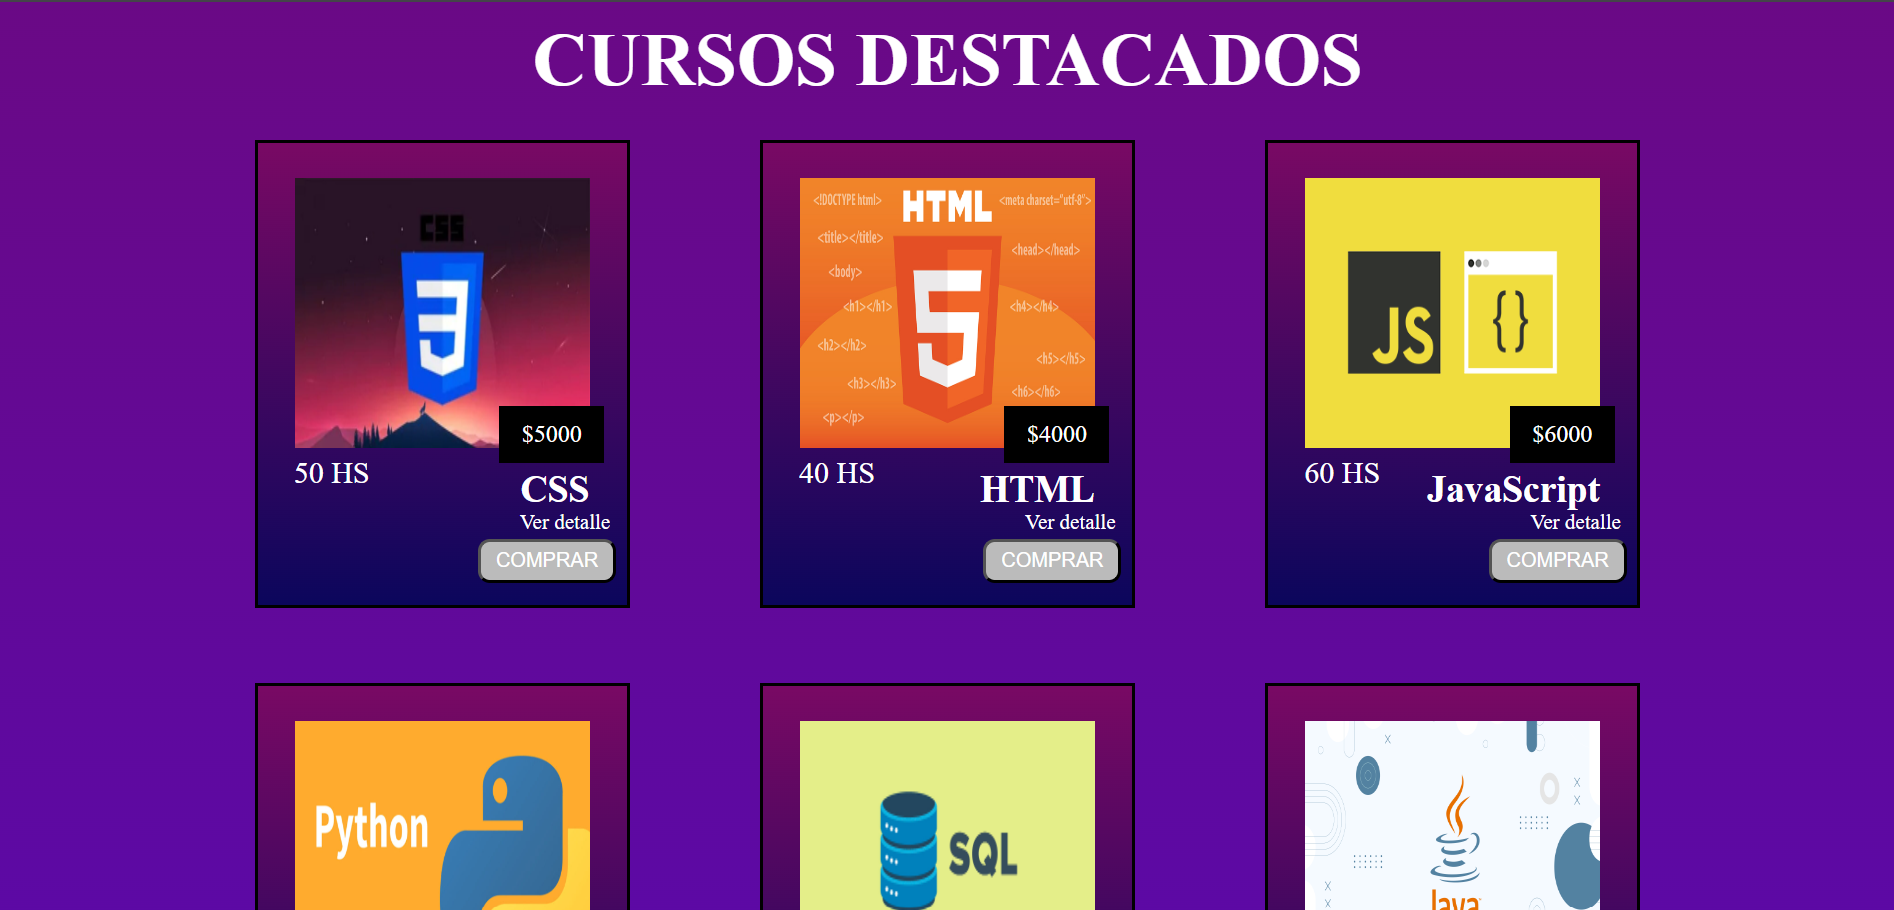 CURSOS DESTACADOS
CSS
3
$5000
50 HS
CSS
Ver detalle
COMPRAR
HTML
<!DOCTYPE html>
<meta charset="utf-8">
<title></title>
<head></head>
<body>
<h1></h1>
<h4></h4>
<h2></h2>
<h5></h5>
<h3></h3>
<h6></h6>
<p></p>
5
$4000
40 HS
HTML
Ver detalle
COMPRAR
JS
{}
$6000
60 HS
JavaScript
Ver detalle
COMPRAR
Python
SQL
Java